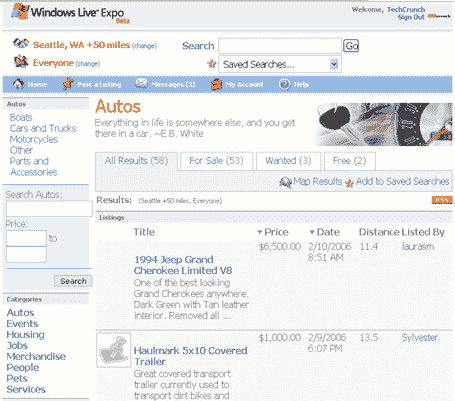 Windows Live™ Expo
Beta
Welcome, TechCrunch
Sign Out
Seattle, WA +50 miles (change)
Everyone (change)
Search
Go
Saved Searches...
Home
Post a Listing
Messages (3)
My Account
Help
Autos
Boats
Cars and Trucks
Motorcycles
Other
Parts and
Accessories
Search Autos:
Price:
to
Search
Categories
Autos
Events
Housing
Jobs
Merchandise
People
Pets
Services
Autos
Everything in life is somewhere else, and you get
there in a car. ~E.B. White
All Results (58)
For Sale (53)
Wanted (3)
Free (2)
Map Results
Add to Saved Searches
Results: (Seattle +50 miles, Everyone)
RSS
Listings
Title
Price
Date
Distance
Listed By
$6,500.00
2/10/2006
8:51 AM
11.4
laurasm
1994 Jeep Grand
Cherokee Limited V8
One of the best looking
Grand Cherokees anywhere.
Dark Green with Tan leather
interior. Removed all ...
$1,000.00
2/9/2006
6:07 PM
13.5
Sylvester
Haulmark 5x10 Covered
Trailer
Great covered transport
trailer currently used to
transport dirt bikes and